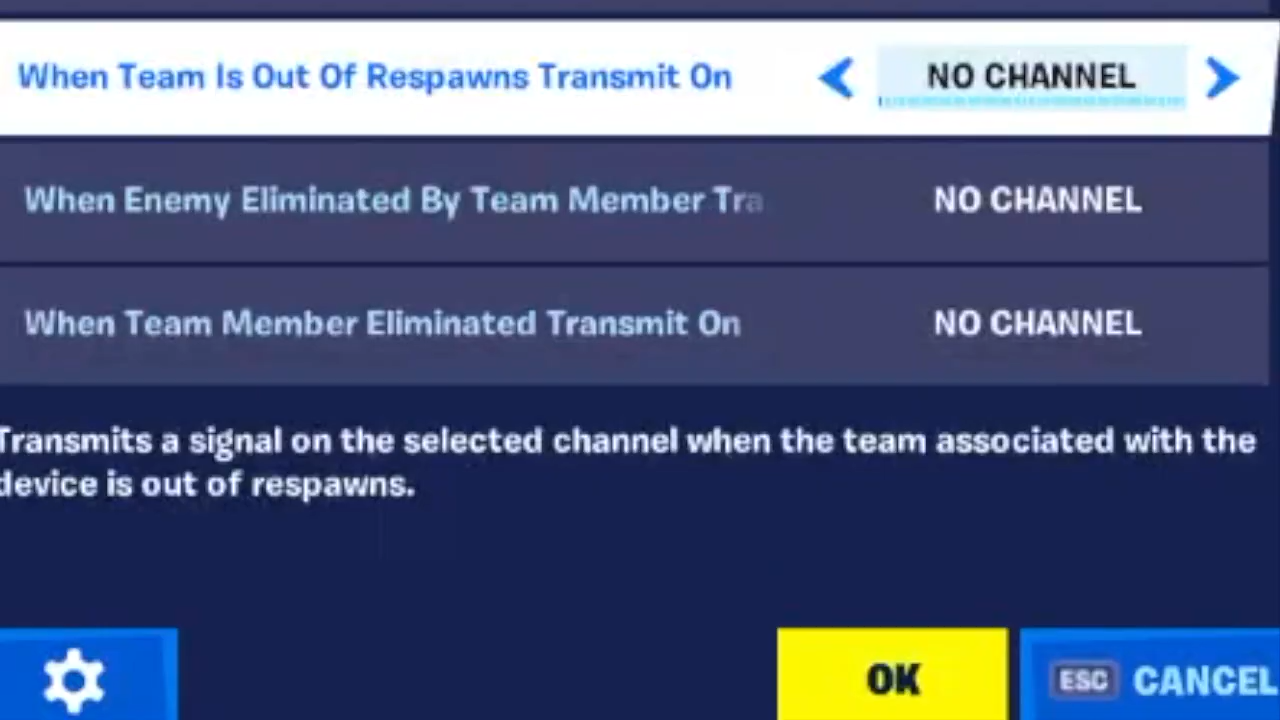 When Team Is Out Of Respawns Transmit On
NO CHANNEL
When Enemy Eliminated By Team Member Tra
NO CHANNEL
When Team Member Eliminated Transmit On
NO CHANNEL
Transmits a signal on the selected channel when the team associated with the
device is out of respawns.
OK
ESC CANCEL